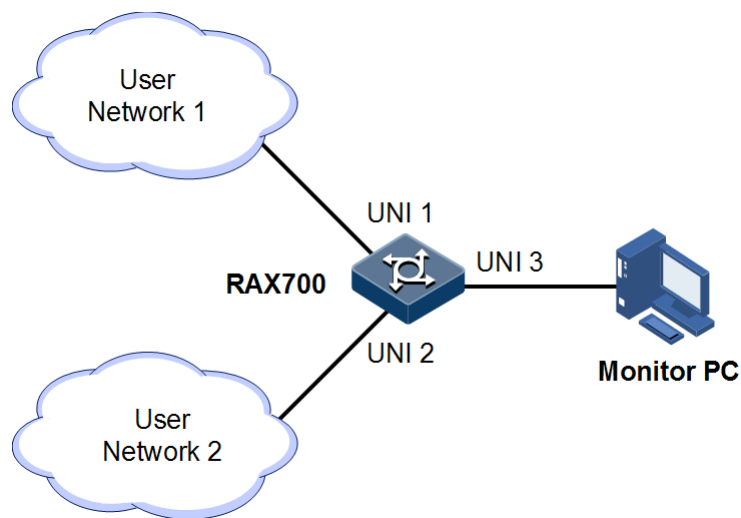 User
Network 1
UNI 1
RAX700
UNI 3
UNI 2
Monitor PC
User
Network 2